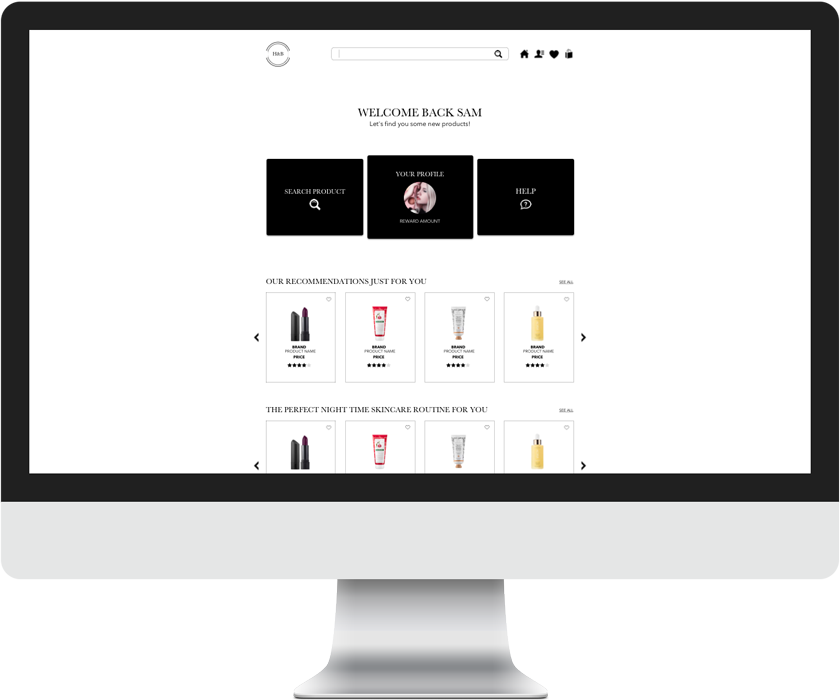 H&B
WELCOME BACK SAM
Let's find you some new products!
SEARCH PRODUCT
YOUR PROFILE
REWARD AMOUNT
HELP
?
OUR RECOMMENDATIONS JUST FOR YOU
SEE ALL
BRAND
PRODUCT NAME
PRICE
BRAND
PRODUCT NAME
PRICE
BRAND
PRODUCT NAME
PRICE
BRAND
PRODUCT NAME
PRICE
THE PERFECT NIGHT TIME SKINCARE ROUTINE FOR YOU
SEE ALL